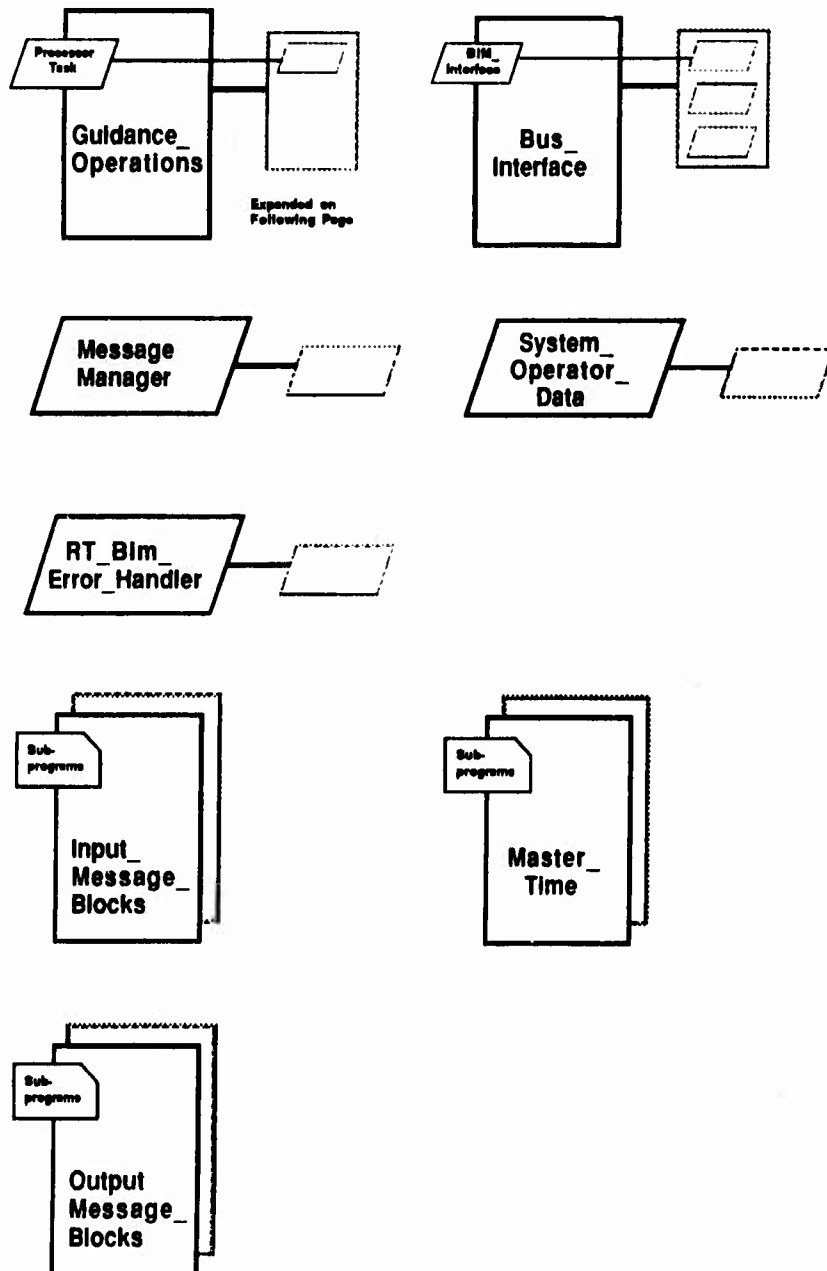 Processor
Task
Guidance_
Operations
Expanded on
Following Page
BIM_
Interface
Bus_
Interface
Message
Manager
System_
Operator_
Data
RT_Bim_
Error_Handler
Sub-
programs
Input_
Message_
Blocks
Sub-
programs
Master_
Time
Sub-
programs
Output
Message_
Blocks